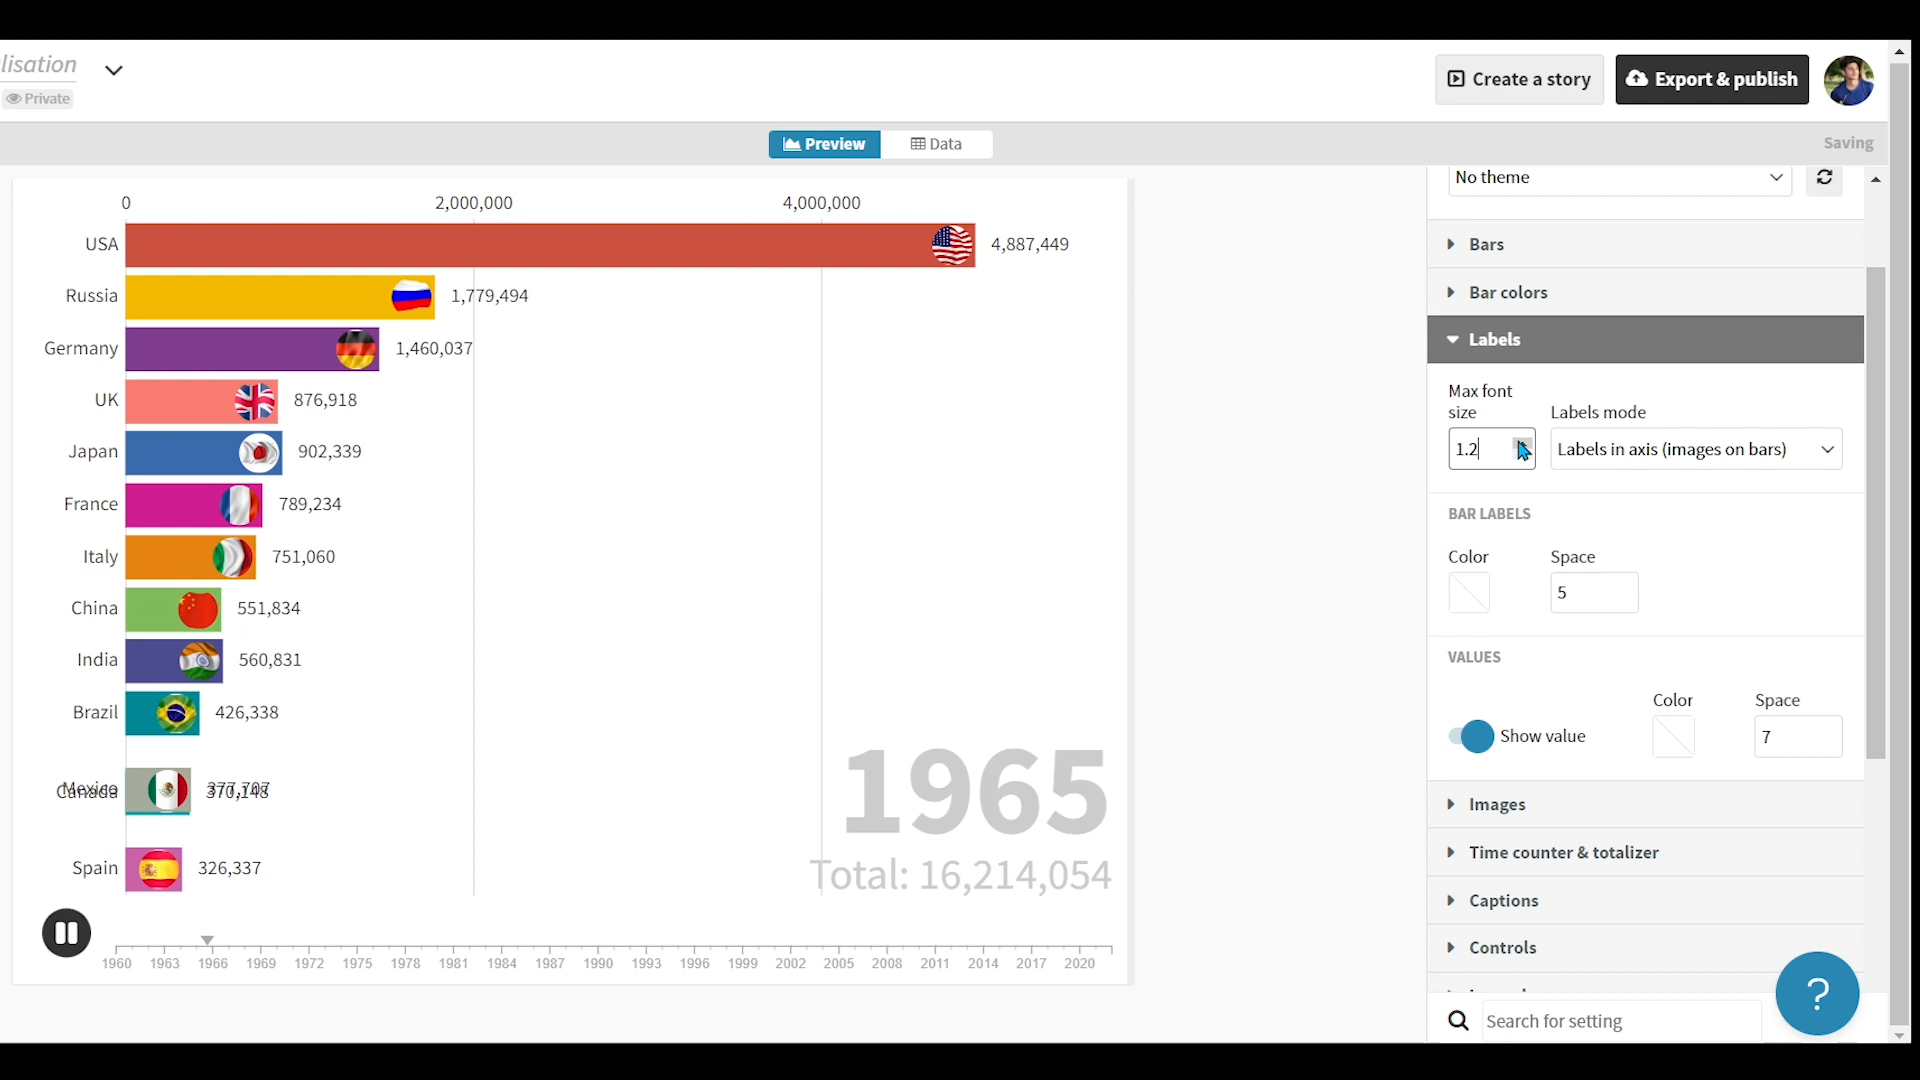 lisation
Private
Create a story
Export & publish
Preview
Data
Saving
0 2,000,000 4,000,000
USA 4,887,449
Russia 1,779,494
Germany 1,460,037
UK 876,918
Japan 902,339
France 789,234
Italy 751,060
China 551,834
India 560,831
Brazil 426,338
Mexico
Canada
Spain 326,337
1965
Total: 16,214,054
1960 1963 1966 1969 1972 1975 1978 1981 1984 1987 1990 1993 1996 1999 2002 2005 2008 2011 2014 2017 2020
No theme
Bars
Bar colors
Labels
Max font
size
Labels mode
1.2
Labels in axis (images on bars)
BAR LABELS
Color Space
5
VALUES
Color Space
Show value
7
Images
Time counter & totalizer
Captions
Controls
Search for setting
?